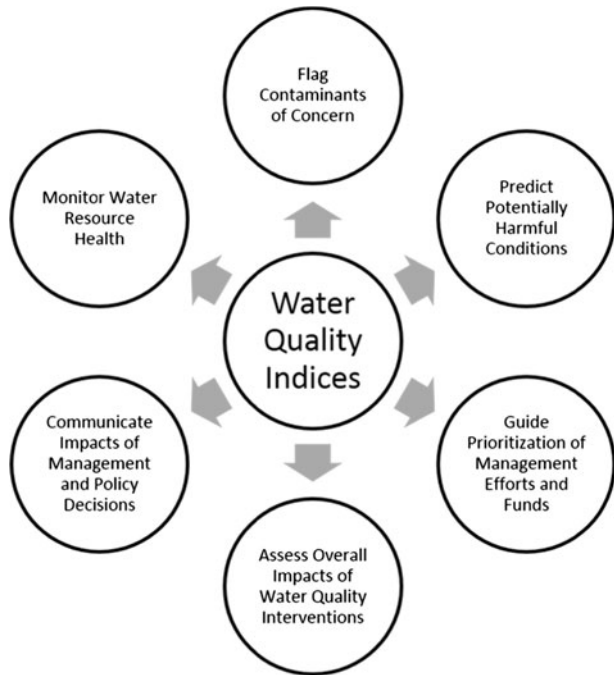 Flag
Contaminants
of Concern
Monitor Water
Resource
Health
Predict
Potentially
Harmful
Conditions
Water
Quality
Indices
Communicate
Impacts of
Management
and Policy
Decisions
Guide
Prioritization of
Management
Efforts and
Funds
Assess Overall
Impacts of
Water Quality
Interventions